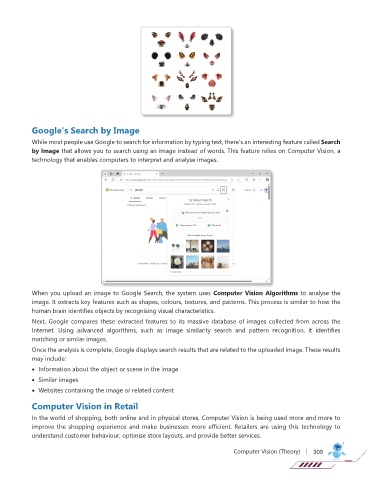 Google's Search by Image
While most people use Google to search for information by typing text, there's an interesting feature called Search
by Image that allows you to search using an image instead of words. This feature relies on Computer Vision, a
technology that enables computers to interpret and analyse images.
When you upload an image to Google Search, the system uses Computer Vision Algorithms to analyse the
image. It extracts key features such as shapes, colours, textures, and patterns. This process is similar to how the
human brain identifies objects by recognising visual characteristics.
Next, Google compares these extracted features to its massive database of images collected from across the
Internet. Using advanced algorithms, such as image similarity search and pattern recognition, it identifies
matching or similar images.
Once the analysis is complete, Google displays search results that are related to the uploaded image. These results
may include:
• Information about the object or scene in the image
• Similar images
• Websites containing the image or related content
Computer Vision in Retail
In the world of shopping, both online and in physical stores, Computer Vision is being used more and more to
improve the shopping experience and make businesses more efficient. Retailers are using this technology to
understand customer behaviour, optimise store layouts, and provide better services.
Computer Vision (Theory) | 309